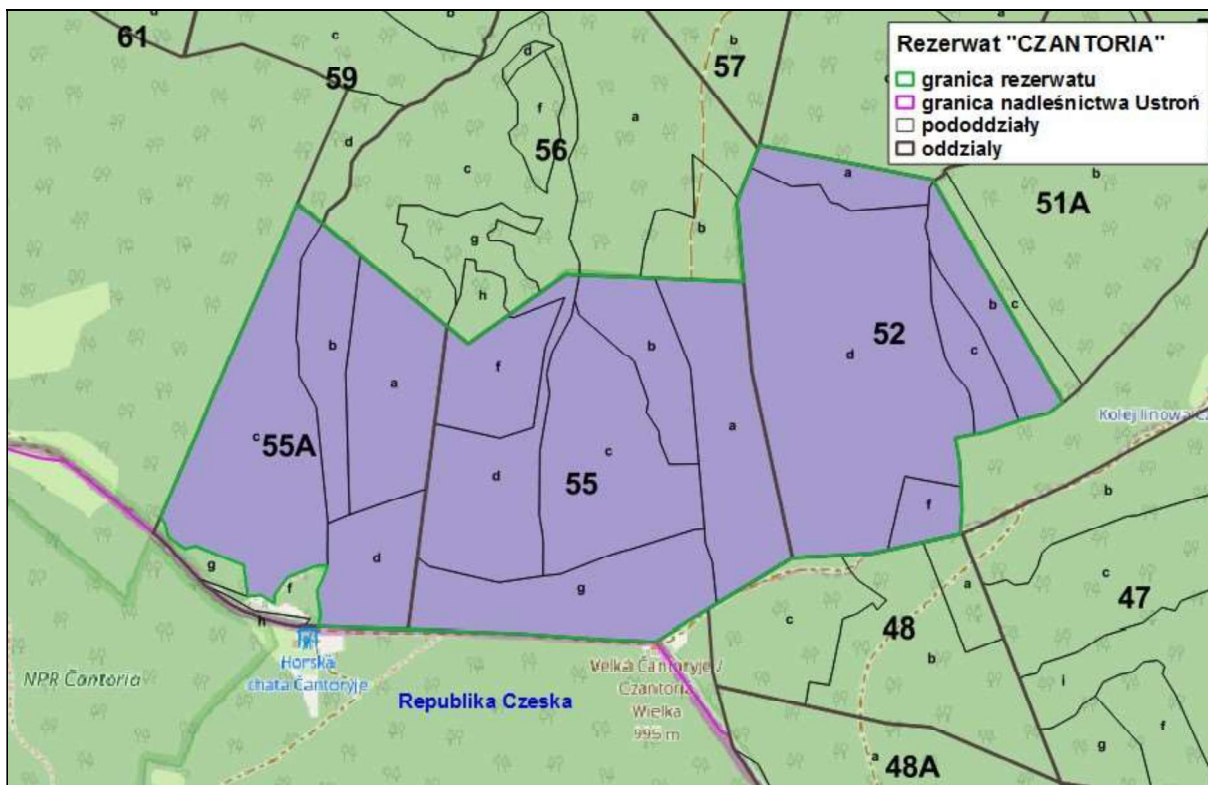 Rezerwat "CZANTORIA"
granica rezerwatu
granica nadleśnictwa Ustroń
pododdziały
oddzialy
61
c
b
59
d
d
f
56
c
a
b
57
a
g
h
b
a
b
51A
b
a
f
b
52
b
c
d
c
c
55A
c
a
Kolej linowa
d
55
f
b
d
g
c
47
g
f
a
c
48
b
h
Horská
chata Čantoryje
Velká Čantoryje /
Czantoria
Wielka
995 m
NPR Čantoria
Republika Czeska
i
f
g
a
48A